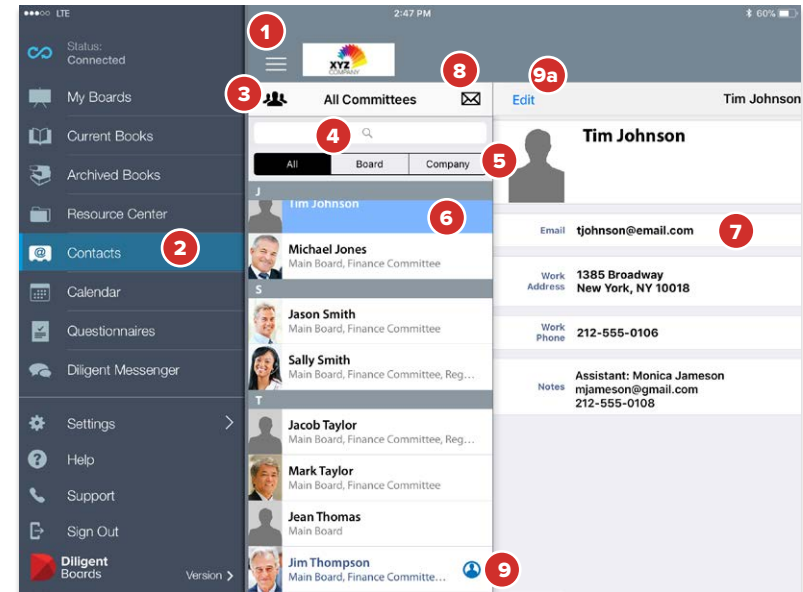 LTE
2:47 PM
60%
1
Status:
Connected
XYZ
COMPANY
8
9a
My Boards
3
All Committees
Edit
Tim Johnson
Current Books
4
Tim Johnson
Archived Books
All
Board
Company
5
J
Resource Center
Tim Johnson
6
Email
tjohnson@email.com
7
Contacts
2
Michael Jones
Main Board, Finance Committee
Work
Address
1385 Broadway
New York, NY 10018
Calendar
S
Jason Smith
Main Board, Finance Committee
Questionnaires
Work
Phone
212-555-0106
Sally Smith
Main Board, Finance Committee, Reg...
Diligent Messenger
Notes
Assistant: Monica Jameson
mjameson@gmail.com
212-555-0108
T
Settings
Jacob Taylor
Main Board, Finance Committee, Reg...
Help
Mark Taylor
Main Board, Finance Committee
Support
Jean Thomas
Main Board
Sign Out
Diligent
Boards
Version >
Jim Thompson
Main Board, Finance Committe...
9